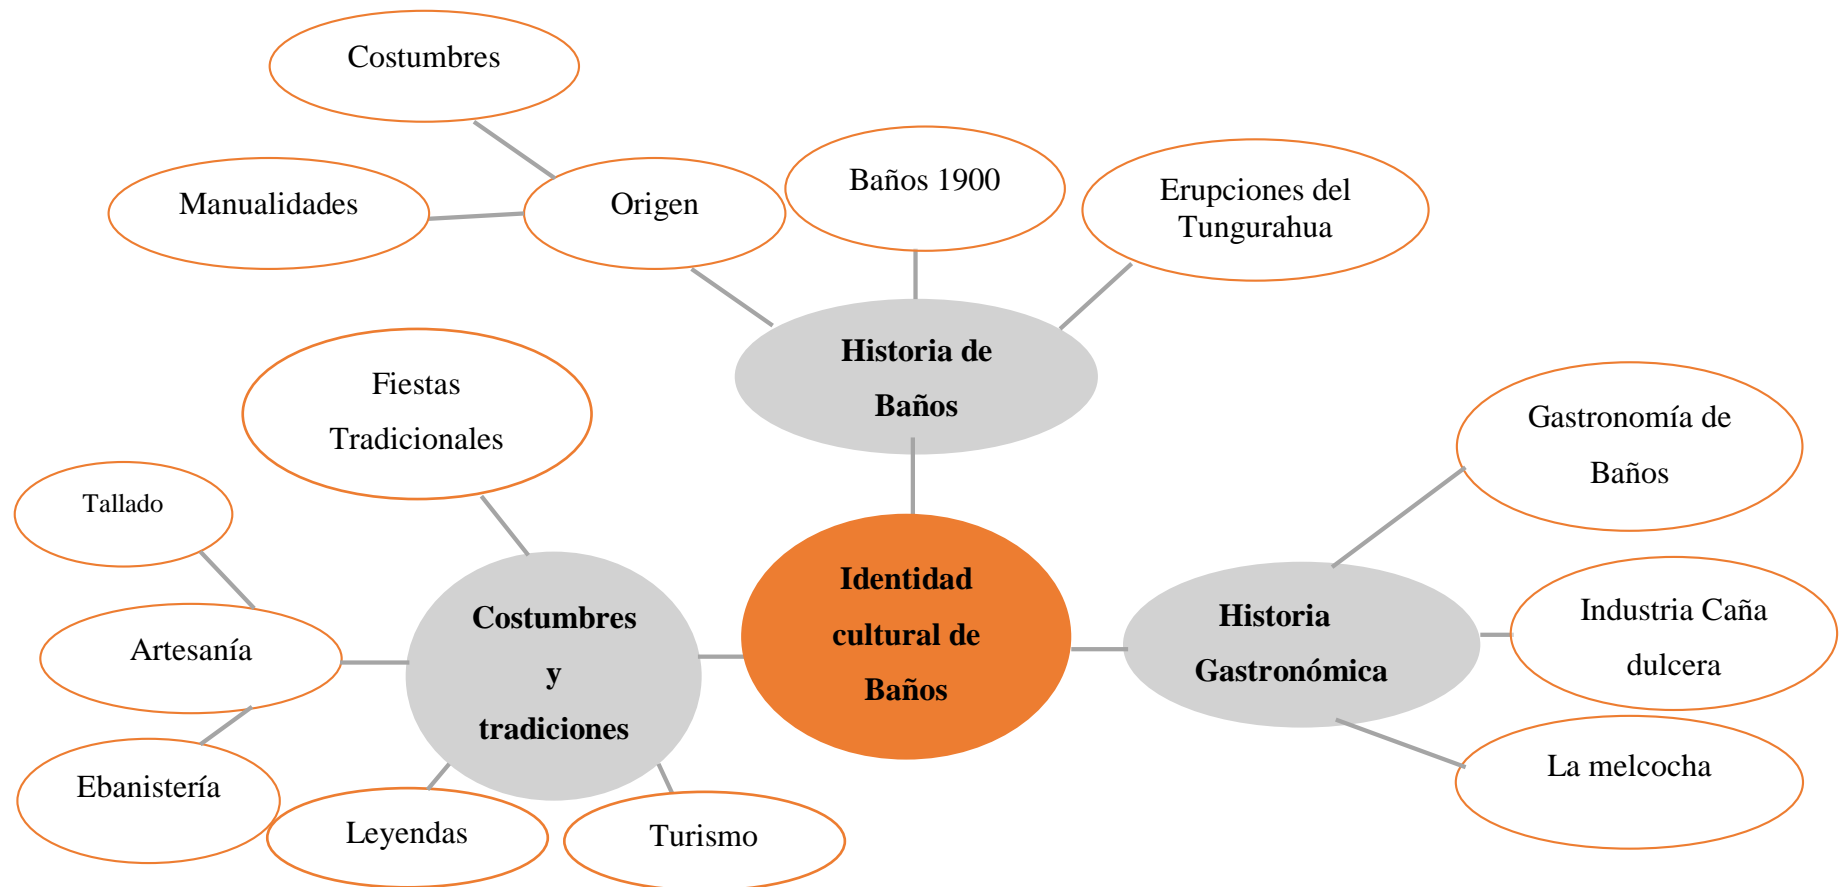 Costumbres
Manualidades
Origen
Baños 1900
Erupciones del
Tungurahua
Historia de
Baños
Fiestas
Tradicionales
Gastronomía de
Baños
Tallado
Identidad
cultural de
Baños
Costumbres
y
tradiciones
Historia
Gastronómica
Industria Caña
dulcera
Artesanía
Ebanistería
Leyendas
Turismo
La melcocha